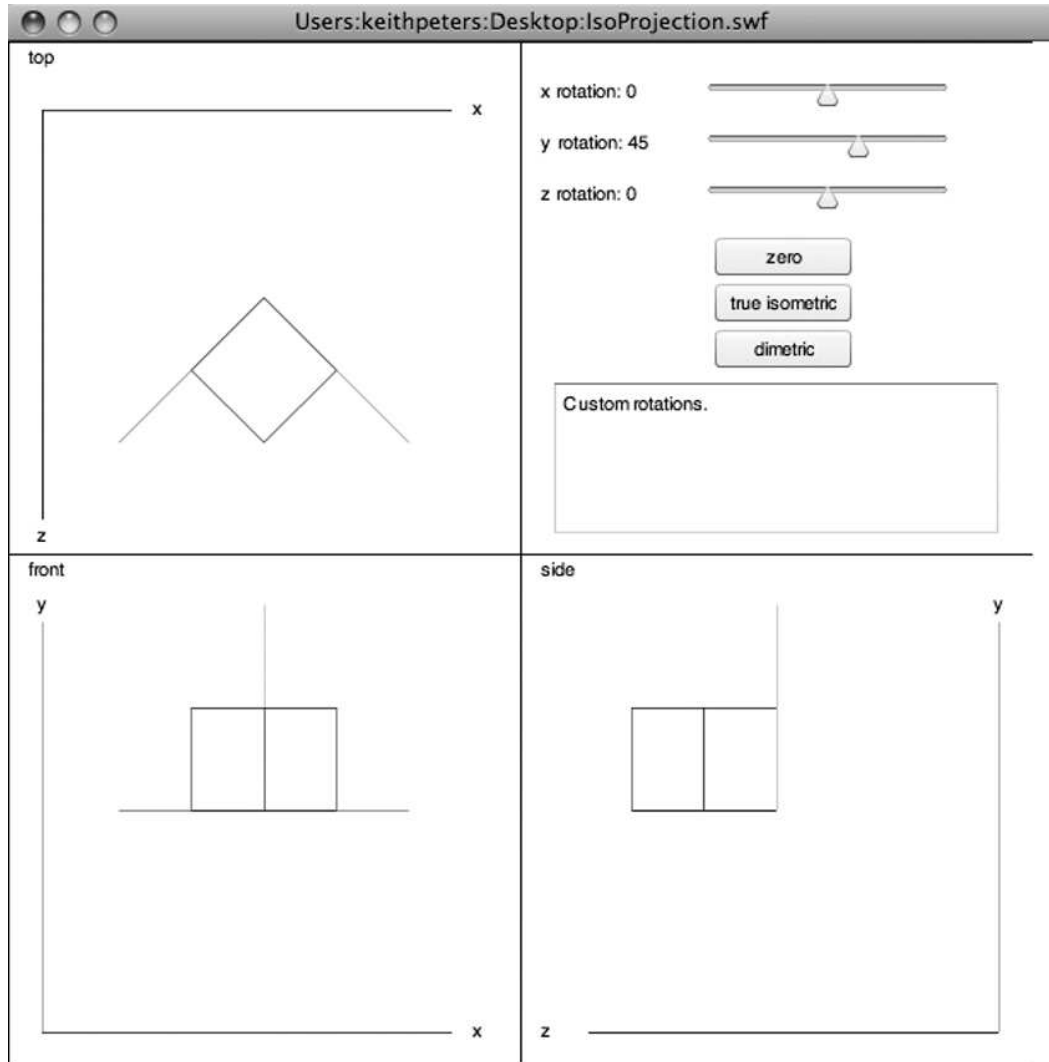 Users:keithpeters:Desktop:IsoProjection.swf
top
x
z
x rotation: 0
y rotation: 45
z rotation: 0
zero
true isometric
dimetric
Custom rotations.
front
y
x
side
y
z